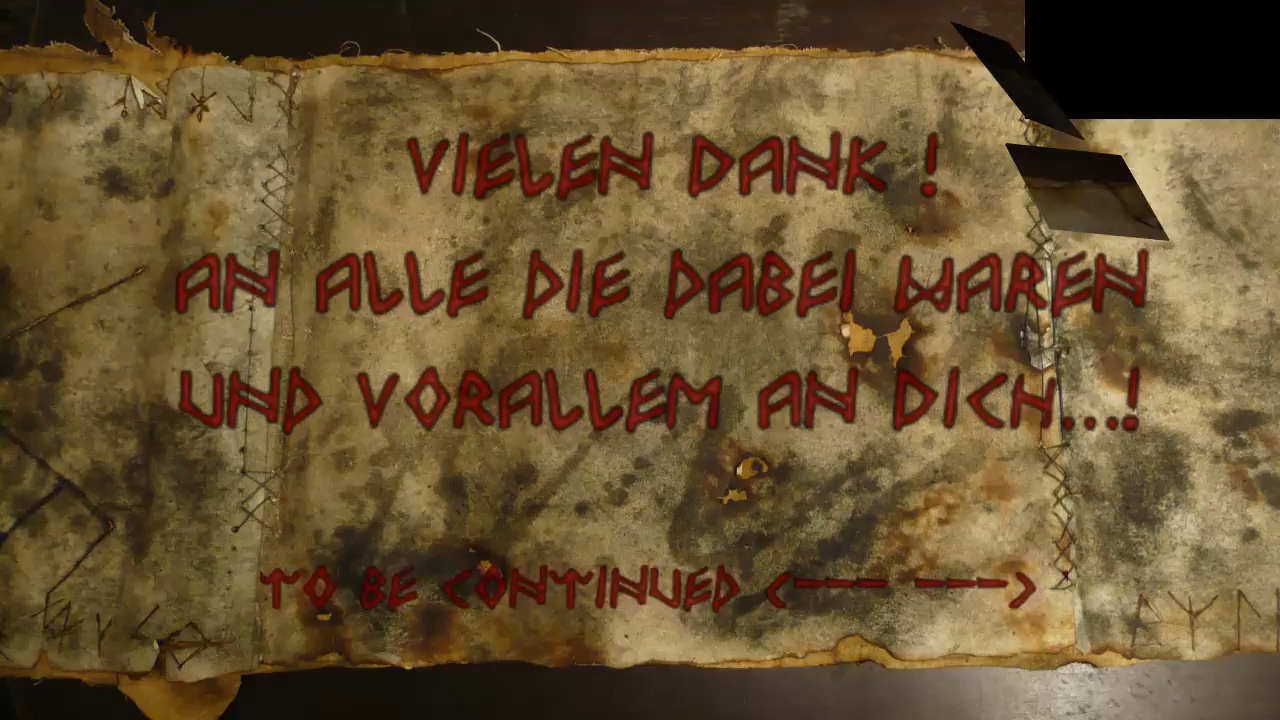 VIELEN DANK !
AN ALLE DIE DABEI WAREN
UND VORALLEM AN DICH...!
TO BE CONTINUED <--- --->